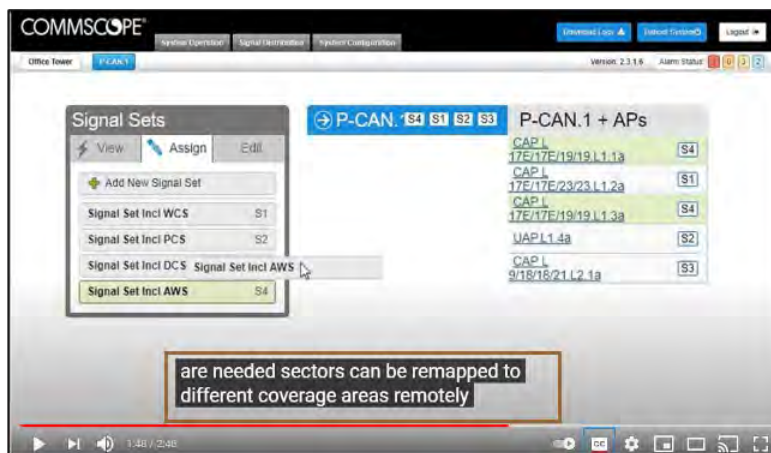 COMMSCOPE®
System Operation Signal Distribution System Configuration
Download Logs
Reboot System
Logout
Office Tower P-CAN.1
Version: 2.3.1.6 Alarm Status: 0 3 2
Signal Sets
View Assign Edit
Add New Signal Set
Signal Set Incl WCS S1
Signal Set Incl PCS S2
Signal Set Incl DCS
Signal Set Incl AWS
Signal Set Incl AWS S4
P-CAN. S4 S1 S2 S3
P-CAN.1 + APs
CAP L
17E/17E/19/19.L1.1a S4
CAP L
17E/17E/23/23.L1.2a S1
CAP L
17E/17E/19/19.L1.3a S4
UAP.L1.4a S2
CAP L
9/18/18/21.L2.1a S3
are needed sectors can be remapped to
different coverage areas remotely
1:48 / 2:48
CC